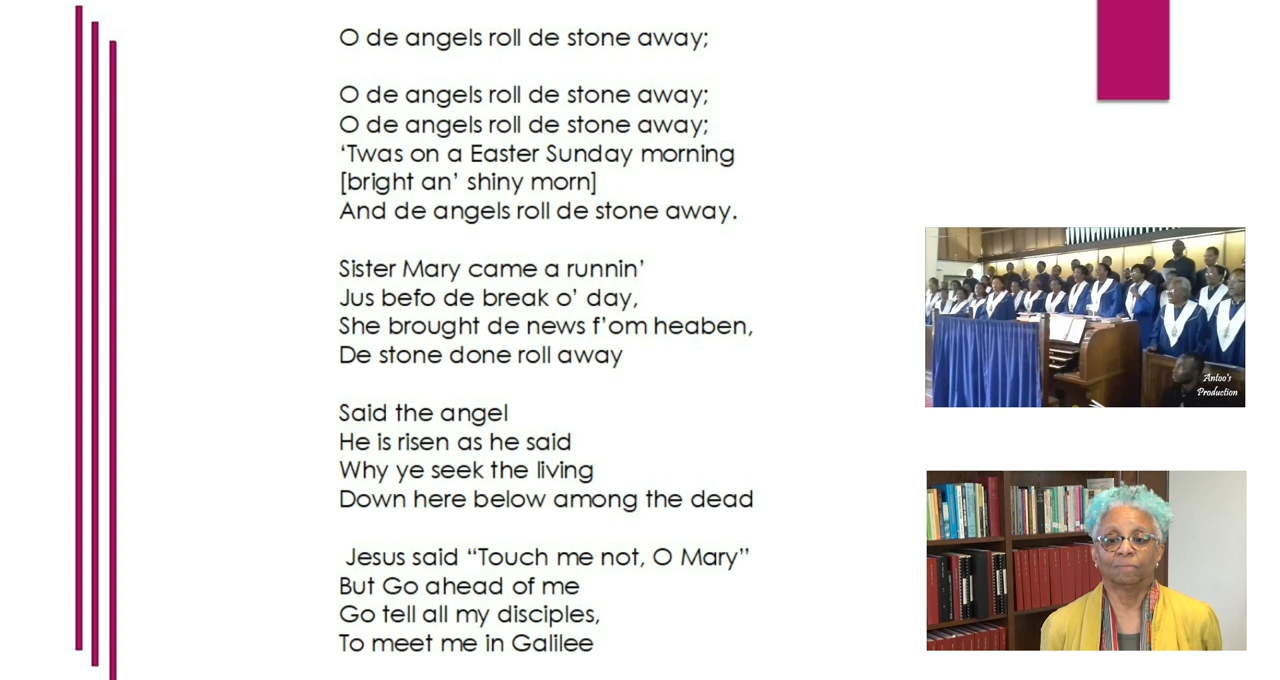 O de angels roll de stone away;
O de angels roll de stone away;
O de angels roll de stone away;
‘Twas on a Easter Sunday morning
[bright an’ shiny morn]
And de angels roll de stone away.
Sister Mary came a runnin’
Jus befo de break o’ day,
She brought de news f’om heaben,
De stone done roll away
Said the angel
He is risen as he said
Why ye seek the living
Down here below among the dead
Jesus said “Touch me not, O Mary”
But Go ahead of me
Go tell all my disciples,
To meet me in Galilee
Antoo's
Production